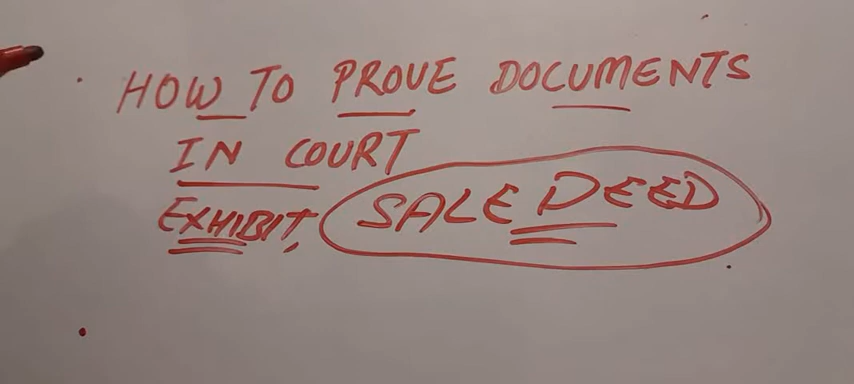 HOW TO PROVE DOCUMENTS
IN COURT
EXHIBIT, SALE DEED